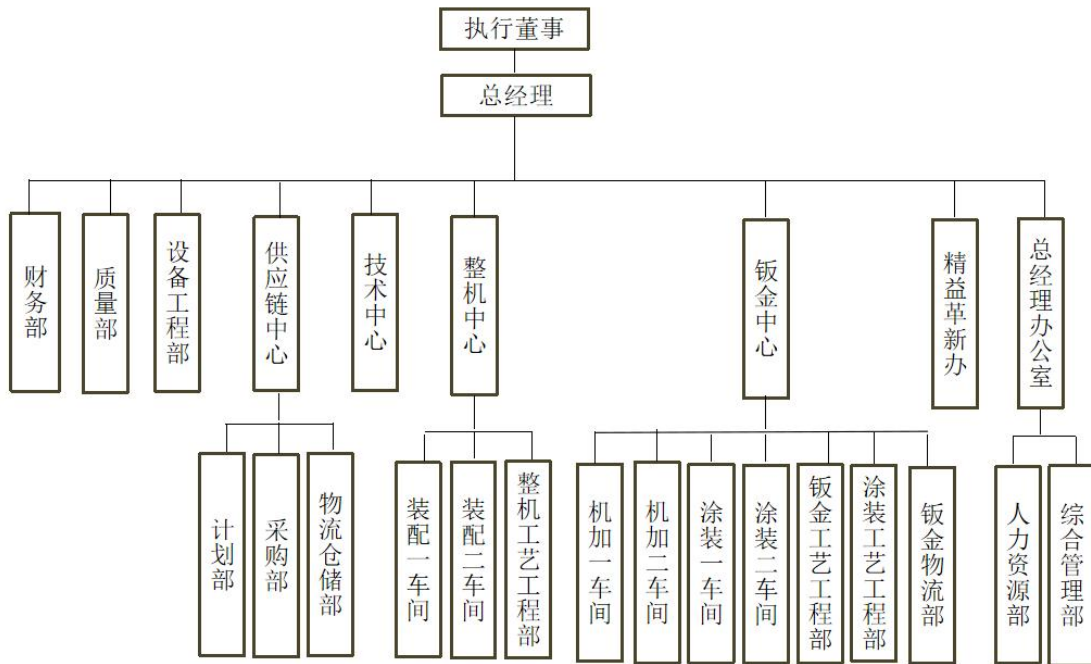 执行董事
总经理
财务部
质量部
设备工程部
供应链中心
技术中心
整机中心
钣金中心
精益革新办
总经理办公室
计划部
采购部
物流仓储部
装配一车间
装配二车间
整机工艺工程部
机加一车间
机加二车间
涂装一车间
涂装二车间
钣金工艺工程部
涂装工艺工程部
钣金物流部
人力资源部
综合管理部